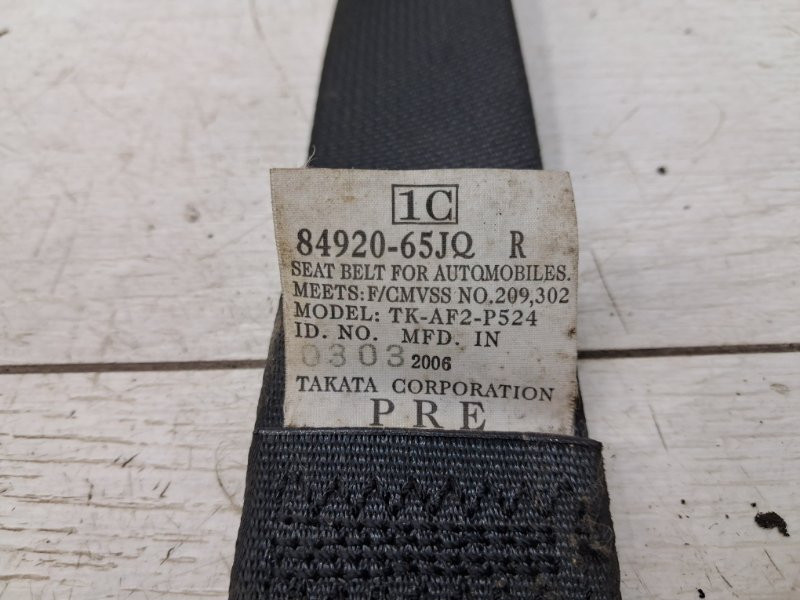 1C
84920-65JQ R
SEAT BELT FOR AUTOMOBILES.
MEETS: F/CMVSS NO.209,302
MODEL: TK-AF2-P524
ID. NO. MFD. IN
0303 2006
TAKATA CORPORATION
PRE